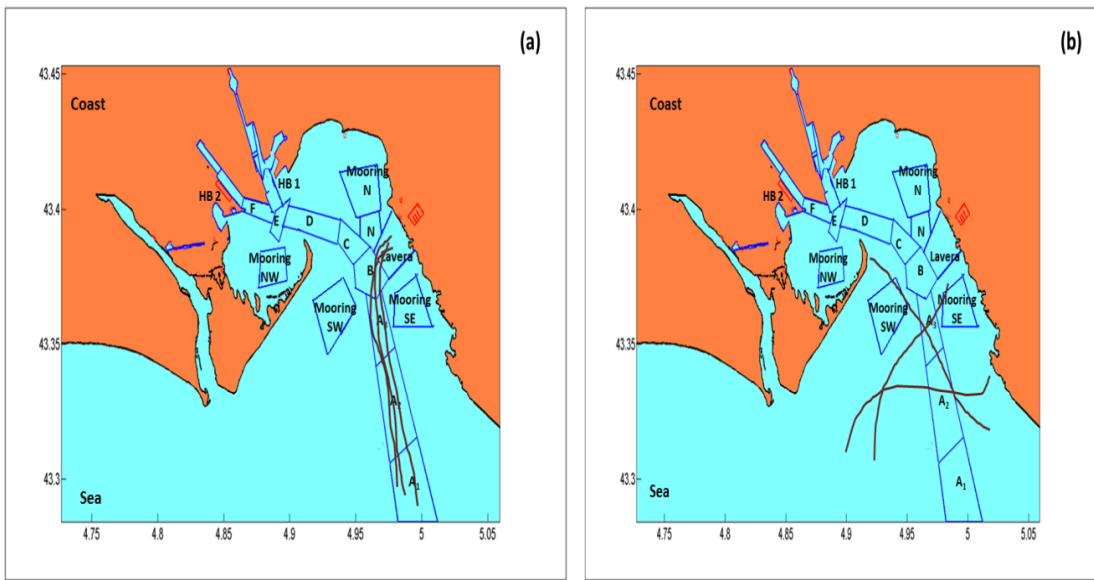 (a)
43.45
Coast
Mooring
N
HB 1
HB 2
43.4
F
E
D
N
C
Mooring
NW
B
Lavera
Mooring
SW
Mooring
SE
A
43.35
A
43.3
Sea
A1
4.75
4.8
4.85
4.9
4.95
5
5.05
(b)
43.45
Coast
Mooring
N
HB 1
HB 2
43.4
F
E
D
N
C
Mooring
NW
B
Lavera
Mooring
SW
Mooring
SE
A3
43.35
A2
43.3
Sea
A1
4.75
4.8
4.85
4.9
4.95
5
5.05